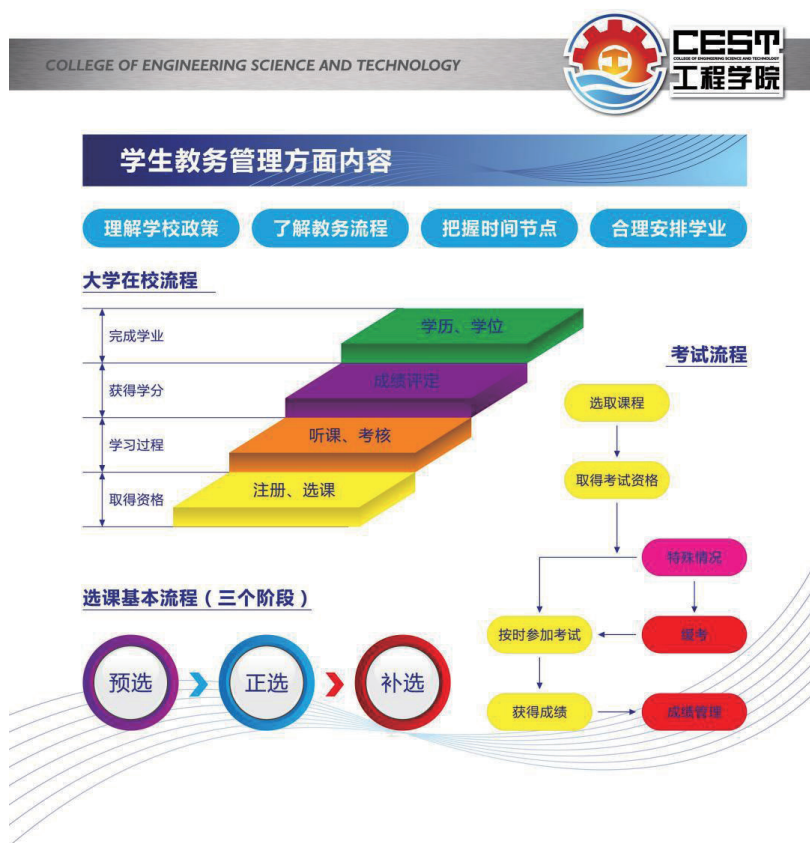 COLLEGE OF ENGINEERING SCIENCE AND TECHNOLOGY
CEST
COLLEGE OF ENGINEERING SCIENCE AND TECHNOLOGY
工程学院
学生教务管理方面内容
理解学校政策
了解教务流程
把握时间节点
合理安排学业
大学在校流程
完成学业
学历、学位
获得学分
成绩评定
学习过程
听课、考核
取得资格
注册、选课
考试流程
选取课程
取得考试资格
特殊情况
按时参加考试
缓考
获得成绩
成绩管理
选课基本流程（三个阶段）
预选
正选
补选